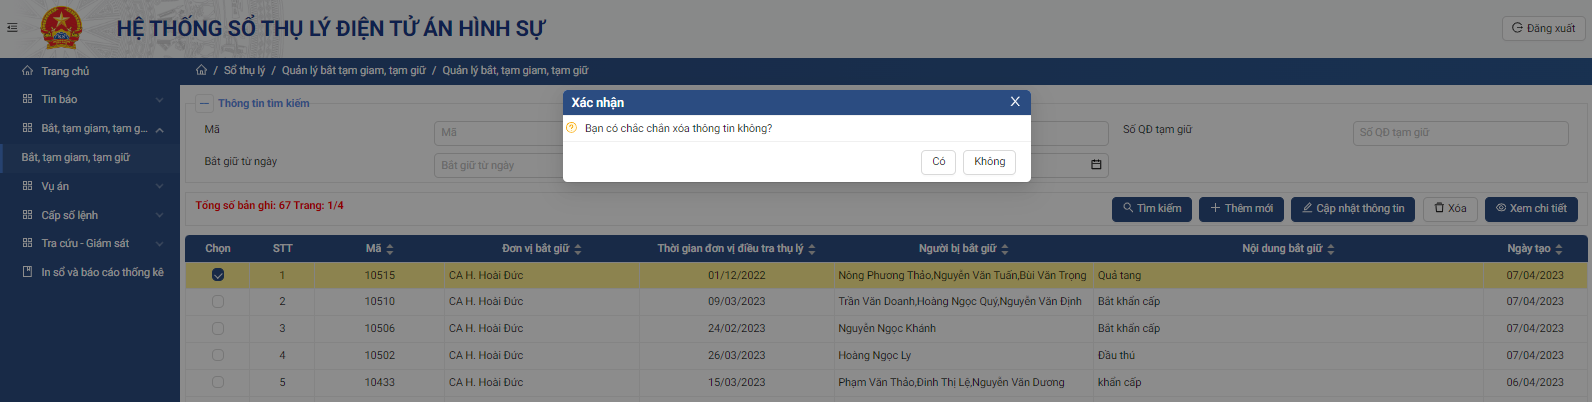 HỆ THỐNG SỔ THỤ LÝ ĐIỆN TỬ ÁN HÌNH SỰ
Đăng xuất
Trang chủ
Tin báo
Bắt, tạm giam, tạm g...
Bắt, tạm giam, tạm giữ
Vụ án
Cấp số lệnh
Tra cứu - Giám sát
In sổ và báo cáo thống kê
/ Sổ thụ lý / Quản lý bắt tạm giam, tạm giữ / Quản lý bắt, tạm giam, tạm giữ
Thông tin tìm kiếm
Mã
Mã
Số QĐ tạm giữ
Số QĐ tạm giữ
Bắt giữ từ ngày
Bắt giữ từ ngày
Xác nhận
Bạn có chắc chắn xóa thông tin không?
Có Không
Tổng số bản ghi: 67 Trang: 1/4
Tìm kiếm Thêm mới Cập nhật thông tin Xóa Xem chi tiết
Chọn STT Mã Đơn vị bắt giữ Thời gian đơn vị điều tra thụ lý Người bị bắt giữ Nội dung bắt giữ Ngày tạo
1 10515 CA H. Hoài Đức 01/12/2022 Nông Phương Thảo,Nguyễn Văn Tuấn,Bùi Văn Trọng Quả tang 07/04/2023
2 10510 CA H. Hoài Đức 09/03/2023 Trần Văn Doanh,Hoàng Ngọc Quý,Nguyễn Văn Định Bắt khẩn cấp 07/04/2023
3 10506 CA H. Hoài Đức 24/02/2023 Nguyễn Ngọc Khánh Bắt khẩn cấp 07/04/2023
4 10502 CA H. Hoài Đức 26/03/2023 Hoàng Ngọc Ly Đầu thú 07/04/2023
5 10433 CA H. Hoài Đức 15/03/2023 Phạm Văn Thảo,Đinh Thị Lệ,Nguyễn Văn Dương khẩn cấp 06/04/2023